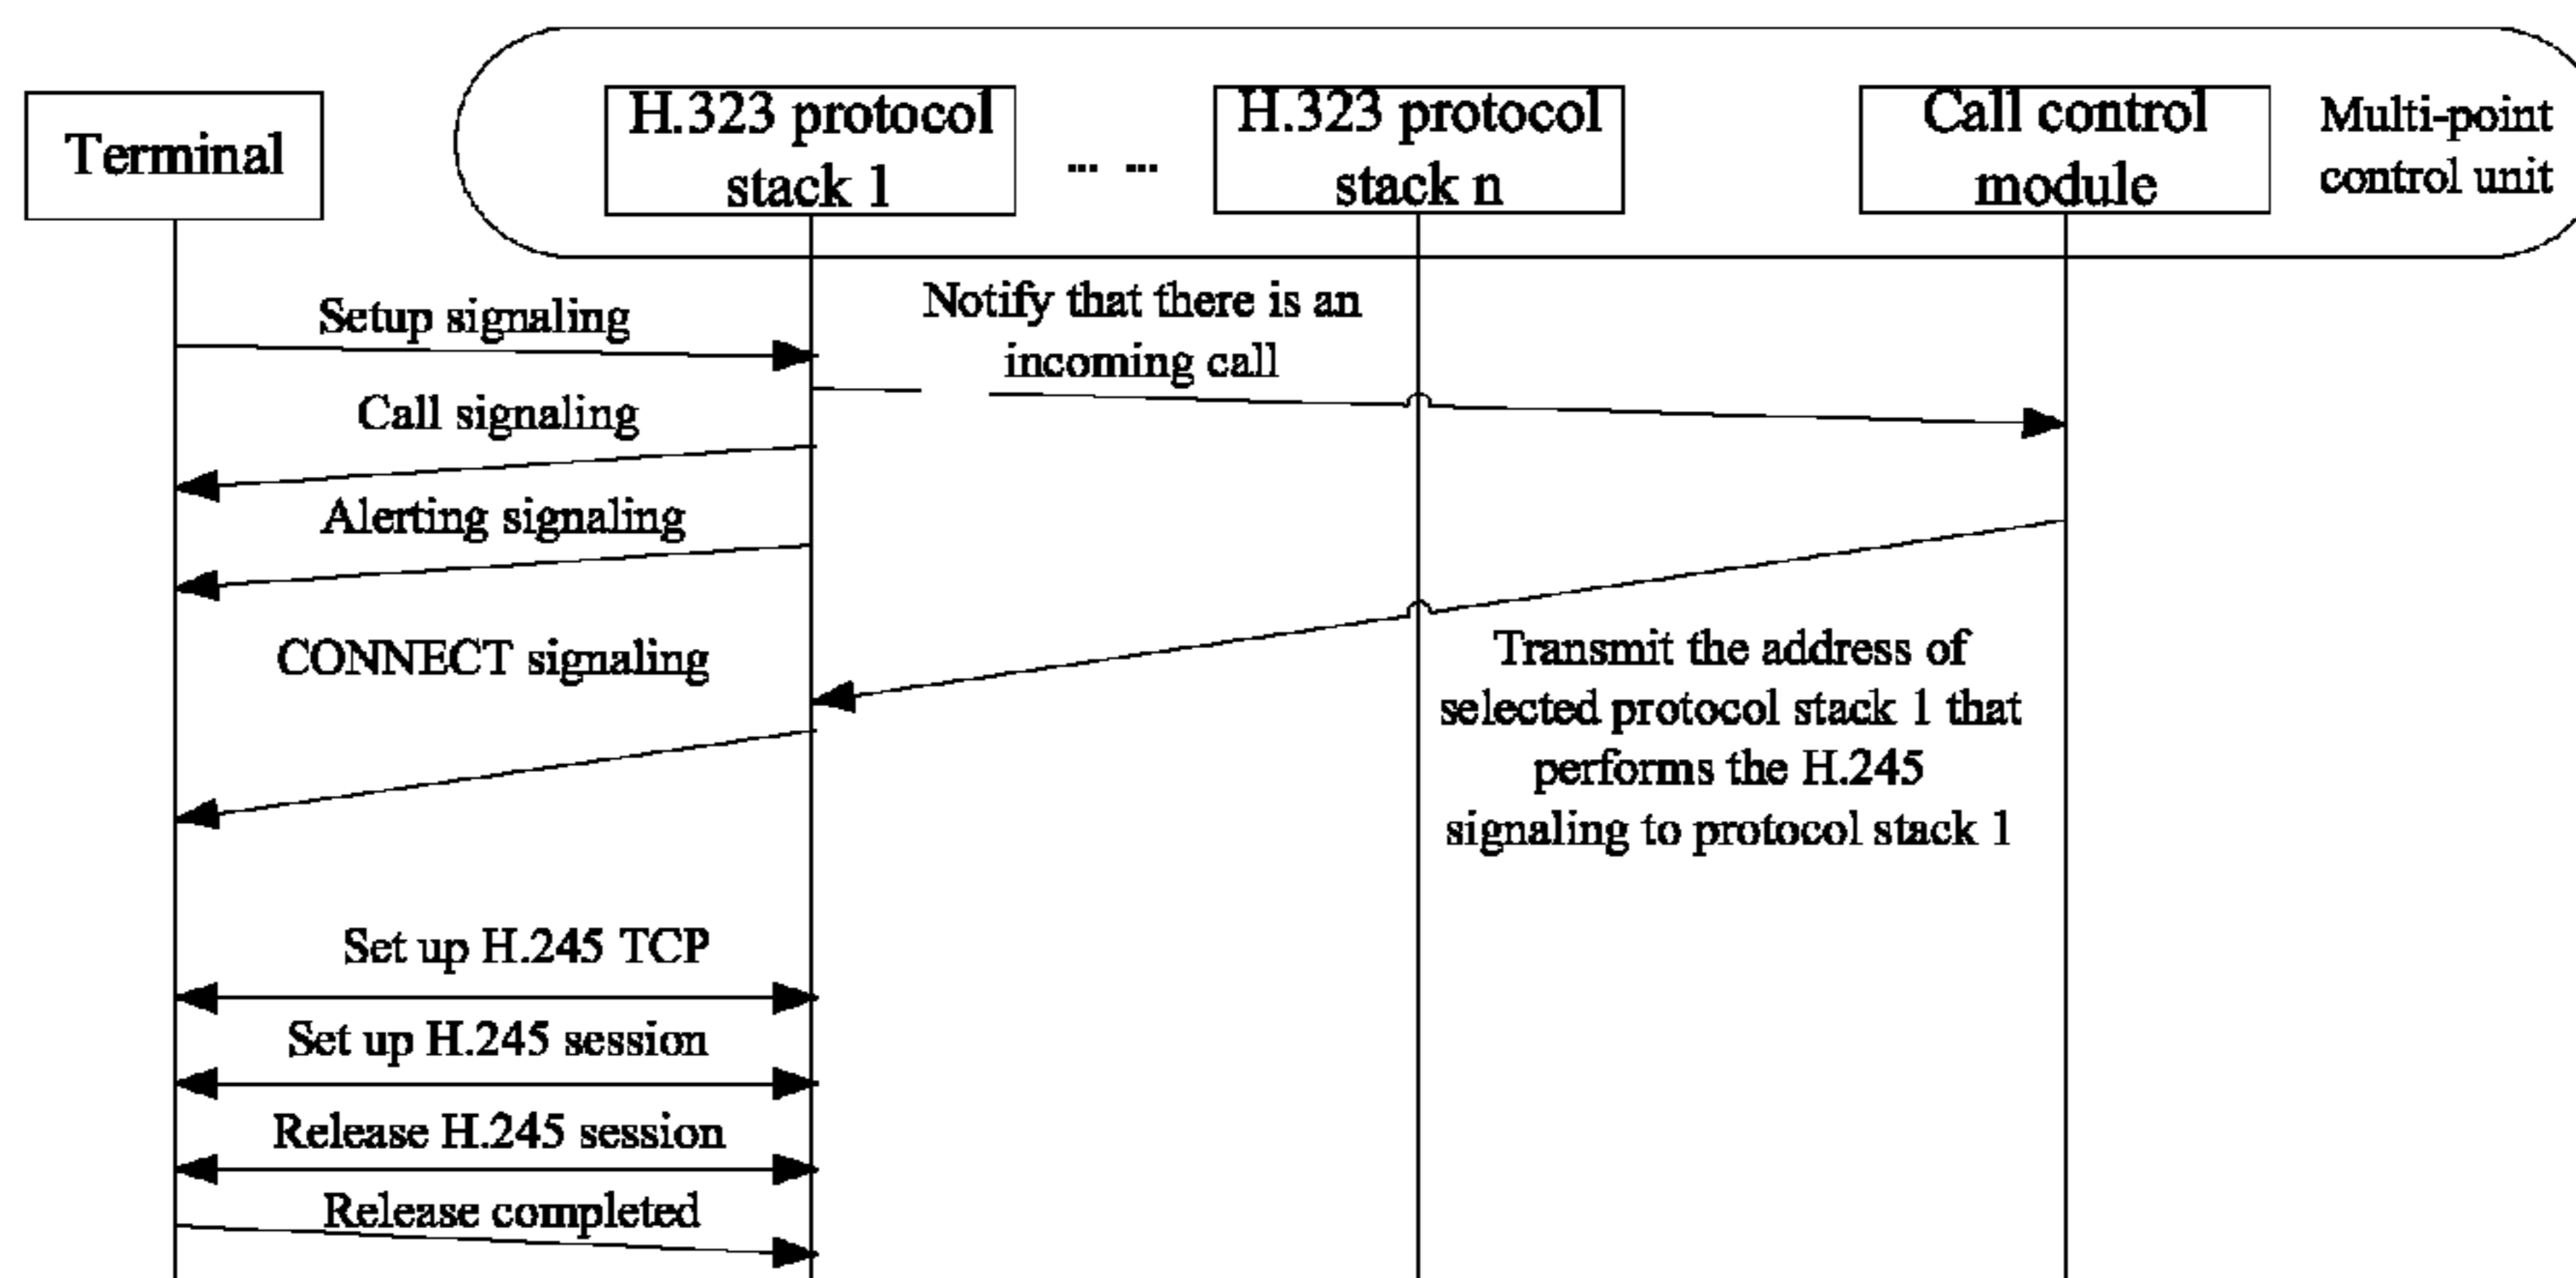 Terminal
H.323 protocol
stack 1
... ...
H.323 protocol
stack n
Call control
module
Multi-point
control unit
Setup signaling
Notify that there is an
incoming call
Call signaling
Alerting signaling
CONNECT signaling
Transmit the address of
selected protocol stack 1 that
performs the H.245
signaling to protocol stack 1
Set up H.245 TCP
Set up H.245 session
Release H.245 session
Release completed